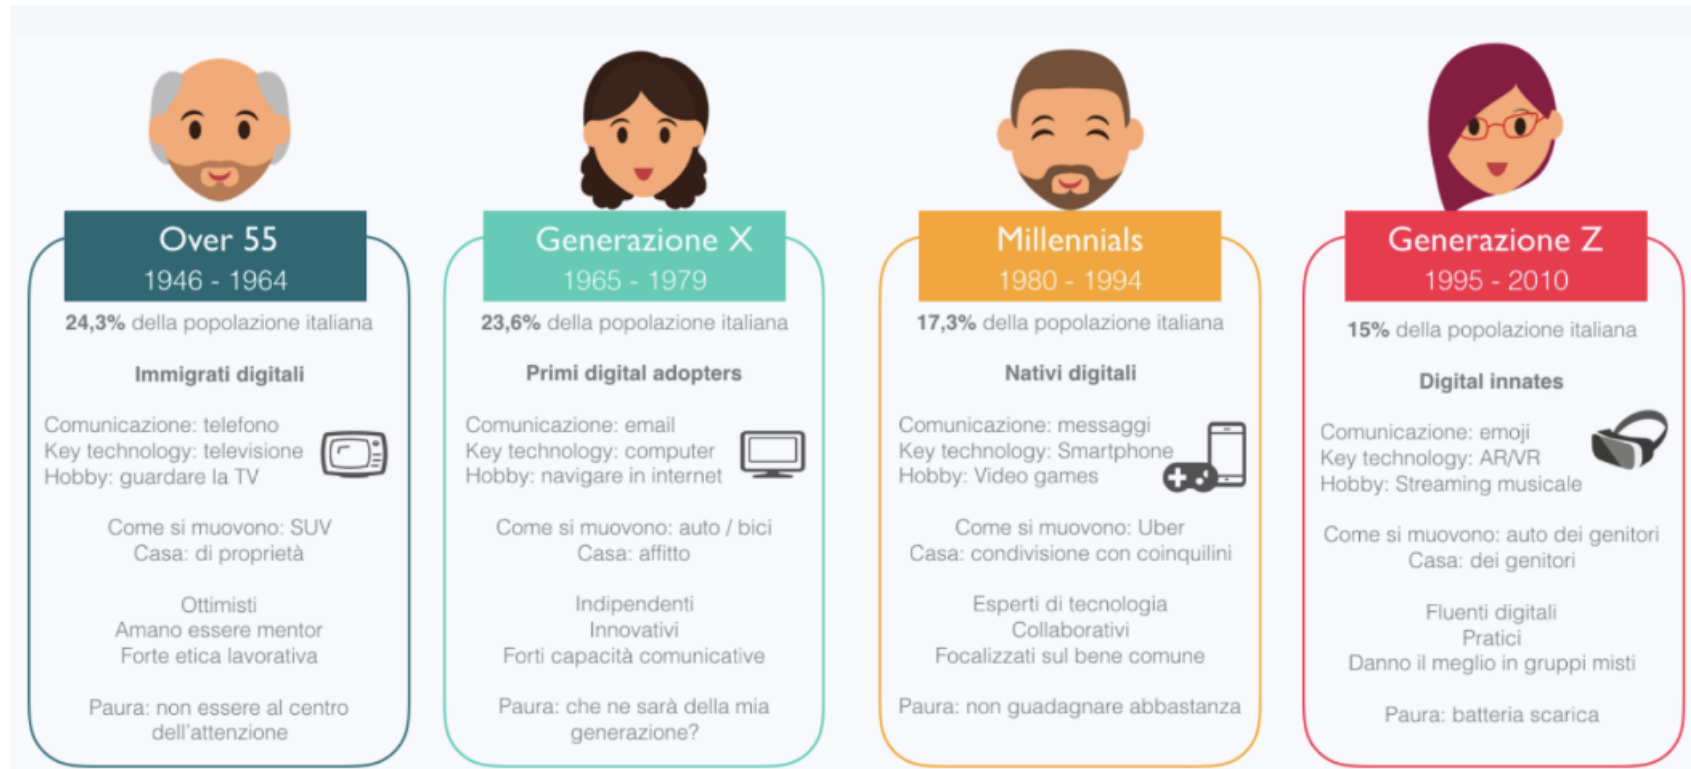 Over 55
1946 - 1964
24,3% della popolazione italiana
Immigrati digitali
Comunicazione: telefono
Key technology: televisione
Hobby: guardare la TV
Come si muovono: SUV
Casa: di proprietà
Ottimisti
Amano essere mentor
Forte etica lavorativa
Paura: non essere al centro
dell'attenzione
Generazione X
1965 - 1979
23,6% della popolazione italiana
Primi digital adopters
Comunicazione: email
Key technology: computer
Hobby: navigare in internet
Come si muovono: auto / bici
Casa: affitto
Indipendenti
Innovativi
Forti capacità comunicative
Paura: che ne sarà della mia
generazione?
Millennials
1980 - 1994
17,3% della popolazione italiana
Nativi digitali
Comunicazione: messaggi
Key technology: Smartphone
Hobby: Video games
Come si muovono: Uber
Casa: condivisione con coinquilini
Esperti di tecnologia
Collaborativi
Focalizzati sul bene comune
Paura: non guadagnare abbastanza
Generazione Z
1995 - 2010
15% della popolazione italiana
Digital innates
Comunicazione: emoji
Key technology: AR/VR
Hobby: Streaming musicale
Come si muovono: auto dei genitori
Casa: dei genitori
Fluenti digitali
Pratici
Danno il meglio in gruppi misti
Paura: batteria scarica